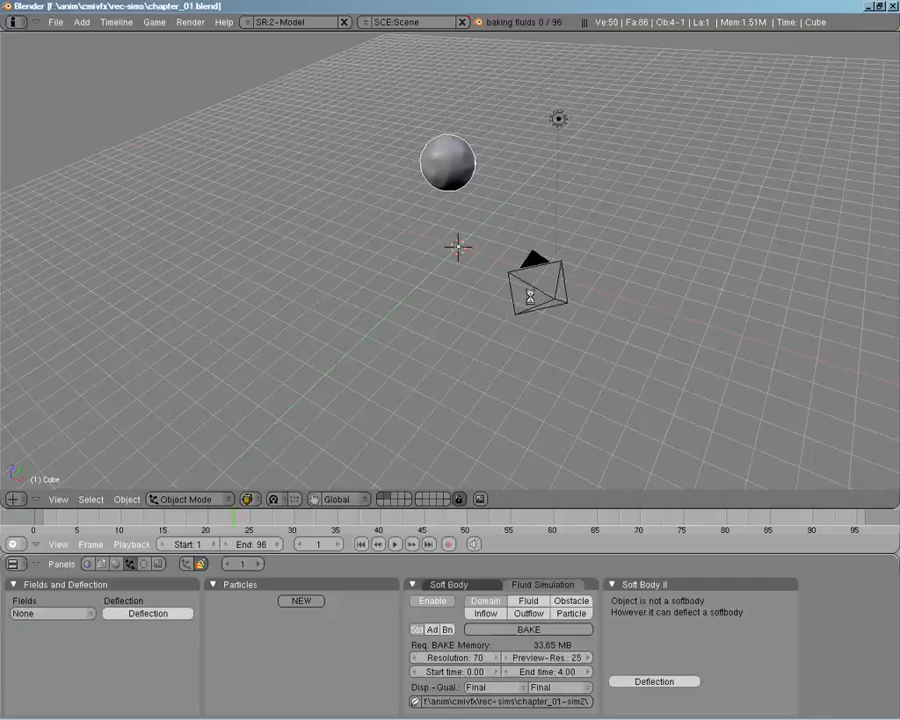 Blender [f:\anim\cmivfx\rec-sims\chapter_01.blend]
File Add Timeline Game Render Help SR:2-Model SCE:Scene baking fluids 0 / 96 Ve:50 | Fa:86 | Ob:4-1 | La:1 | Mem:1.51M | Time: | Cube
(1) Cube
View Select Object Object Mode Global
0 5 10 15 20 25 30 35 40 45 50 55 60 65 70 75 80 85 90 95
View Frame Playback Start: 1 End: 96 1
Panels 1
Fields and Deflection Particles Soft Body Fluid Simulation Soft Body II
Fields Deflection NEW Enable Domain Fluid Obstacle Object is not a softbody
None Deflection Inflow Outflow Particle However it can deflect a softbody
Std Ad Bn BAKE
Req. BAKE Memory: 33.65 MB
Resolution: 70 Preview-Res.: 25
Start time: 0.00 End time: 4.00
Deflection
Disp.-Qual.: Final Final
f:\anim\cmivfx\rec-sims\chapter_01-sim2\